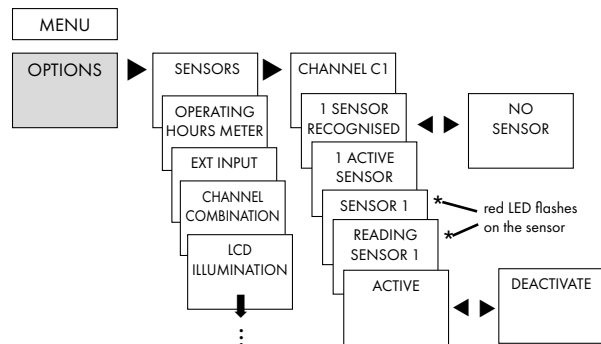 MENU
OPTIONS
SENSORS
OPERATING
HOURS METER
EXT INPUT
CHANNEL
COMBINATION
LCD
ILLUMINATION
CHANNEL C1
1 SENSOR
RECOGNISED
1 ACTIVE
SENSOR
SENSOR 1
READING
SENSOR 1
ACTIVE
NO
SENSOR
* red LED flashes
* on the sensor
DEACTIVATE